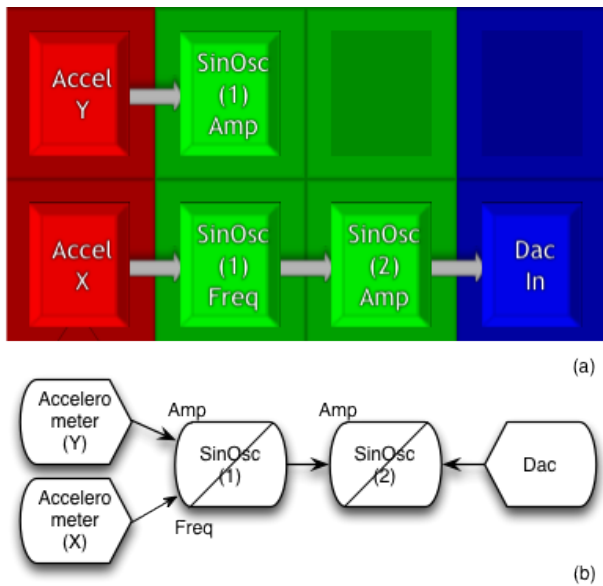 Accel
Y
SinOsc
(1)
Amp
Accel
X
SinOsc
(1)
Freq
SinOsc
(2)
Amp
Dac
In
(a)
Accelero
meter
(Y)
Amp
SinOsc
(1)
Amp
SinOsc
(2)
Dac
Accelero
meter
(X)
Freq
(b)